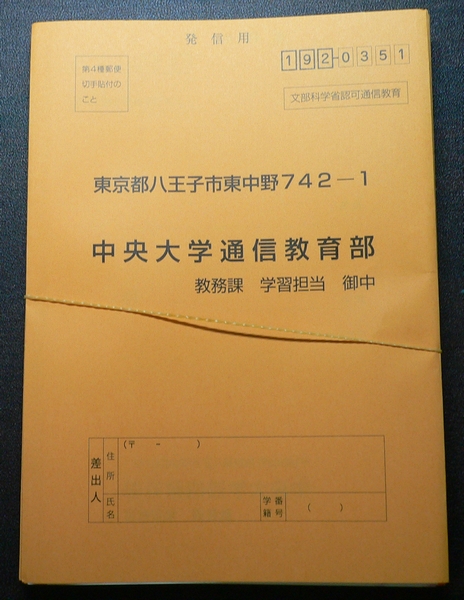 発信用
192-0351
第4種郵便
切手貼付の
こと
文部科学省認可通信教育
東京都八王子市東中野742-1
中央大学通信教育部
教務課 学習担当 御中
差出人
住所
(〒 - )
氏名
学籍番号
( )